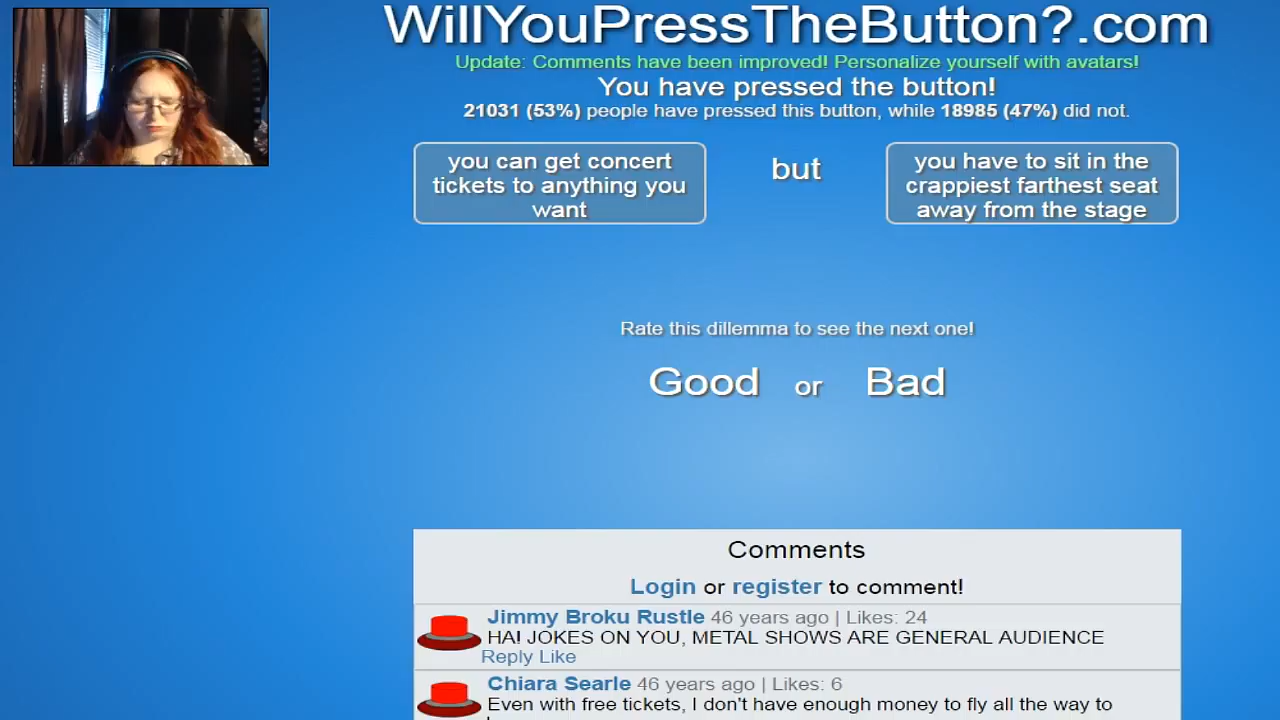 WillYouPressTheButton?.com
Update: Comments have been improved! Personalize yourself with avatars!
You have pressed the button!
21031 (53%) people have pressed this button, while 18985 (47%) did not.
you can get concert
tickets to anything you
want
but
you have to sit in the
crappiest farthest seat
away from the stage
Rate this dillemma to see the next one!
Good or Bad
Comments
Login or register to comment!
Jimmy Broku Rustle 46 years ago | Likes: 24
HA! JOKES ON YOU, METAL SHOWS ARE GENERAL AUDIENCE
Reply Like
Chiara Searle 46 years ago | Likes: 6
Even with free tickets, I don't have enough money to fly all the way to